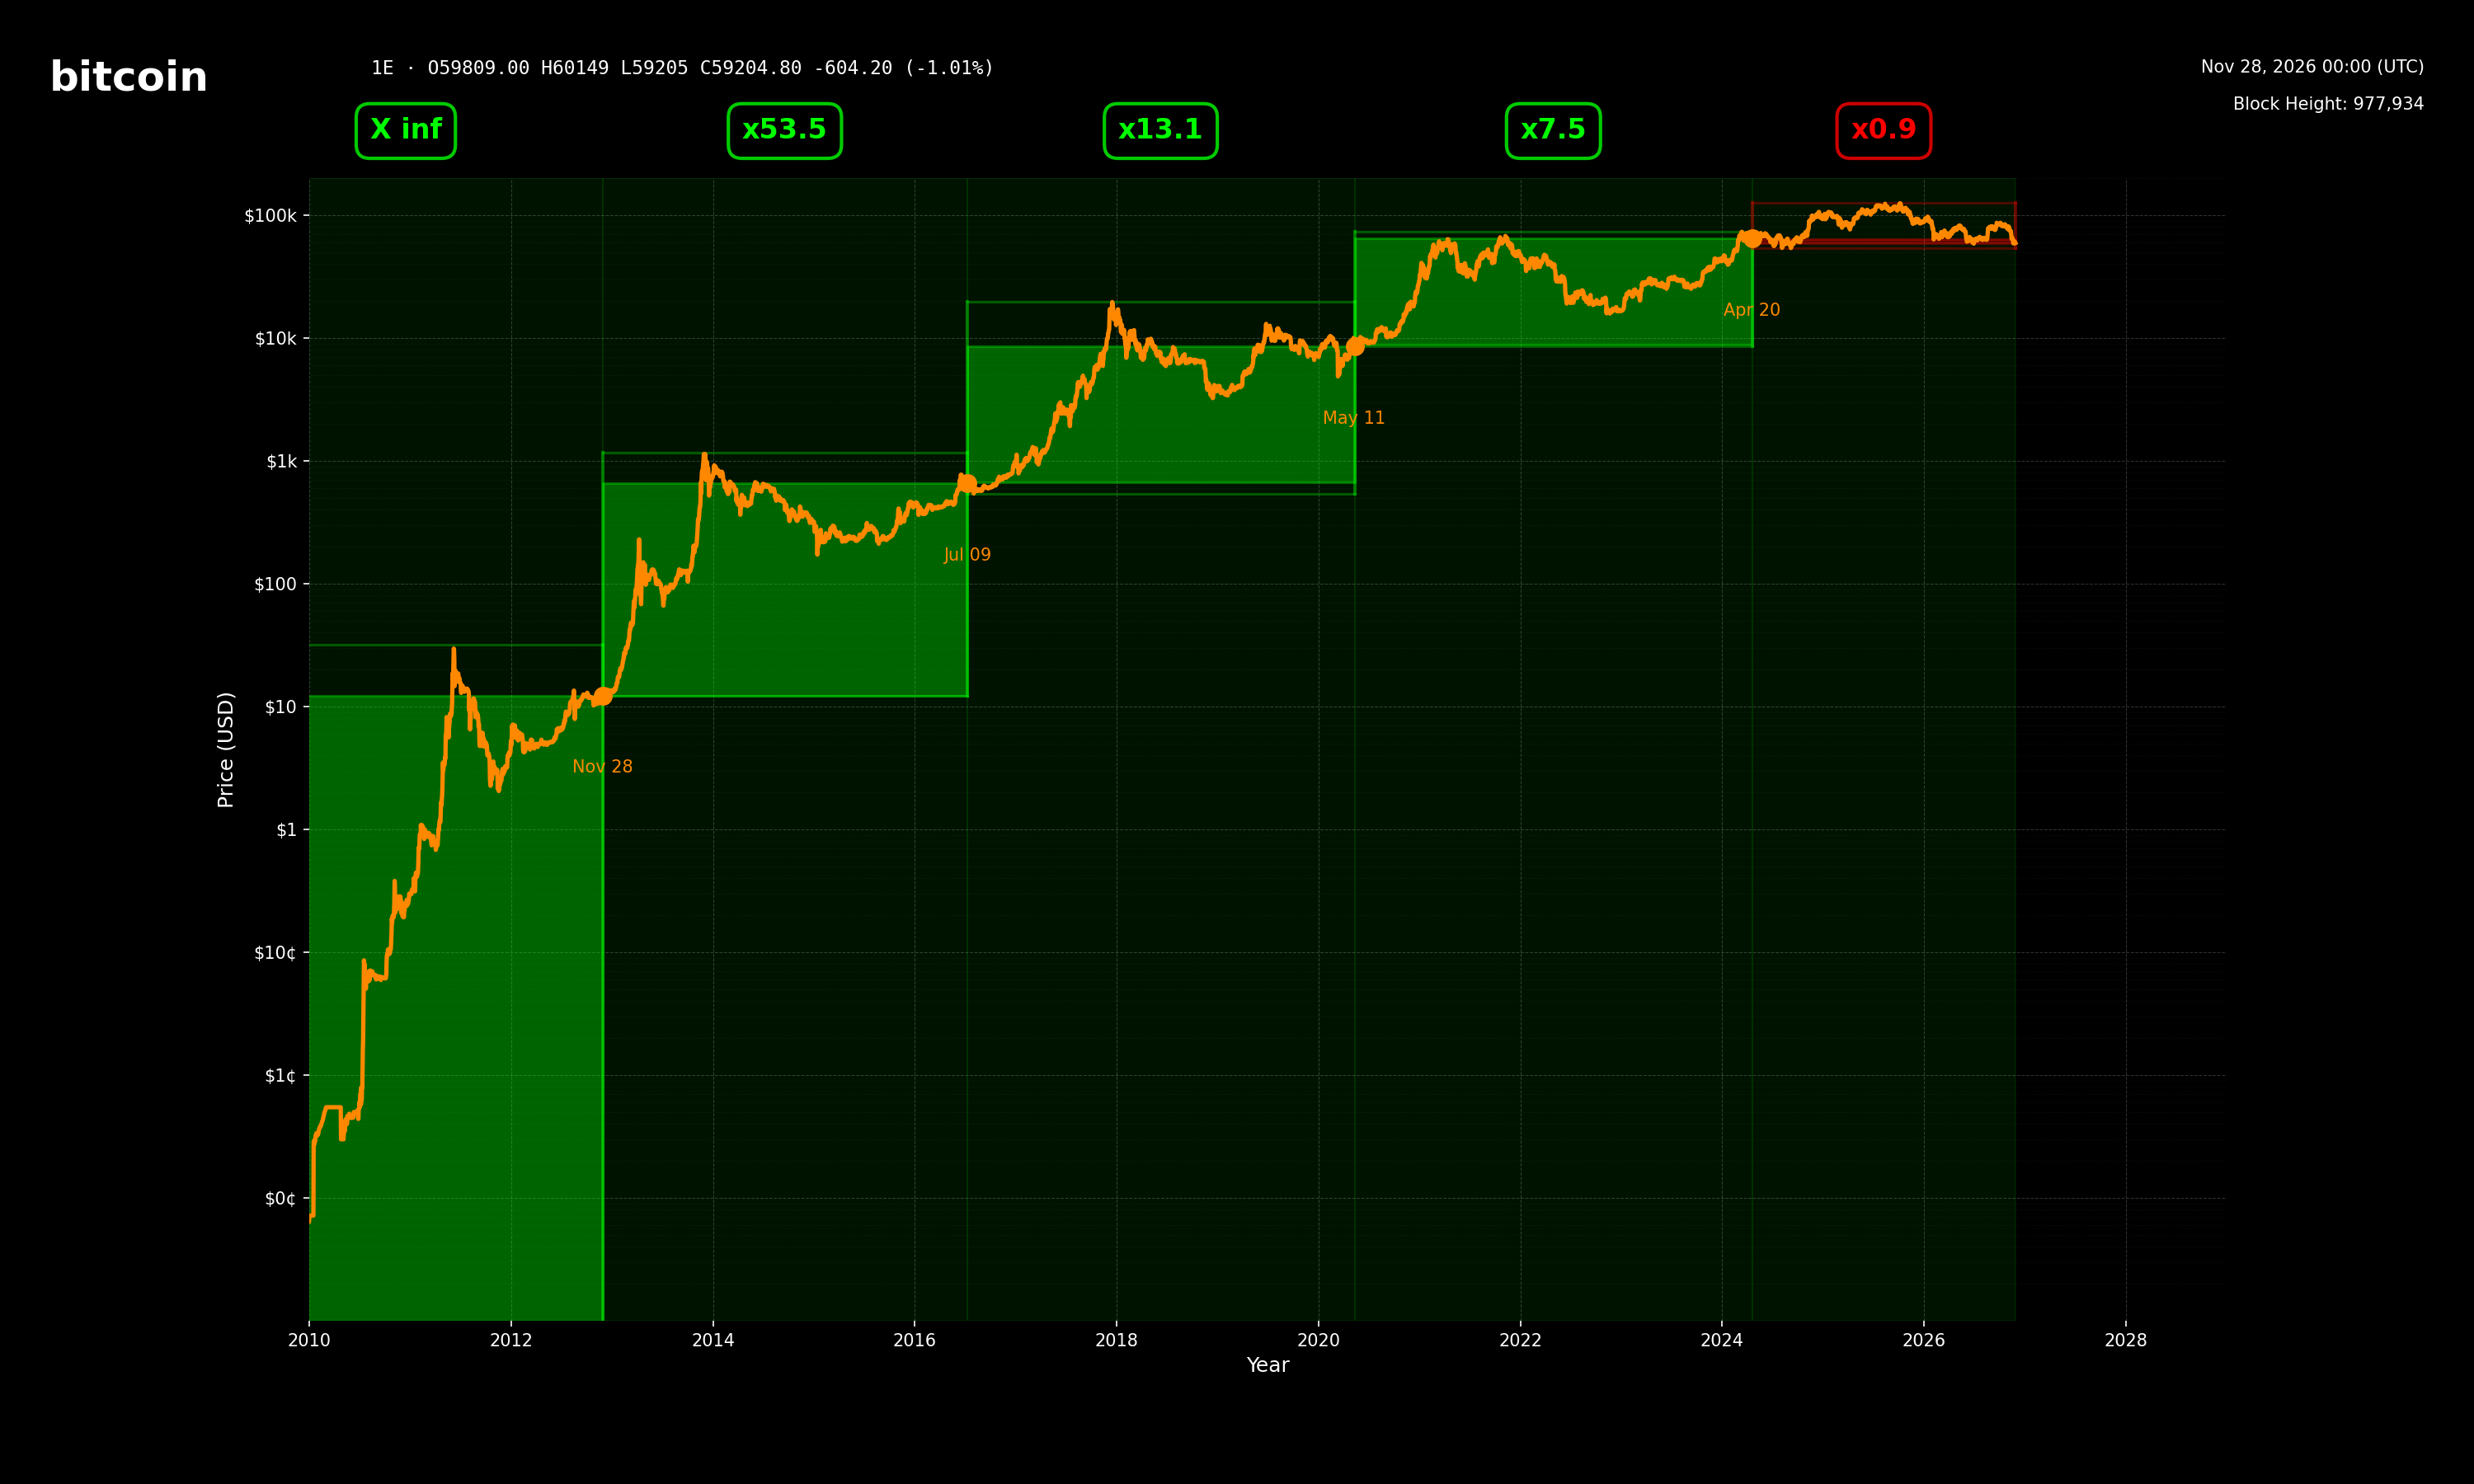 bitcoin
1E · O59809.00 H60149 L59205 C59204.80 -604.20 (-1.01%)
Nov 28, 2026 00:00 (UTC)
Block Height: 977,934
X inf
x53.5
x13.1
x7.5
x0.9
$100k
$10k
$1k
$100
$10
$1
$10¢
$1¢
$0¢
Price (USD)
Nov 28
Jul 09
May 11
Apr 20
2010
2012
2014
2016
2018
2020
2022
2024
2026
2028
Year